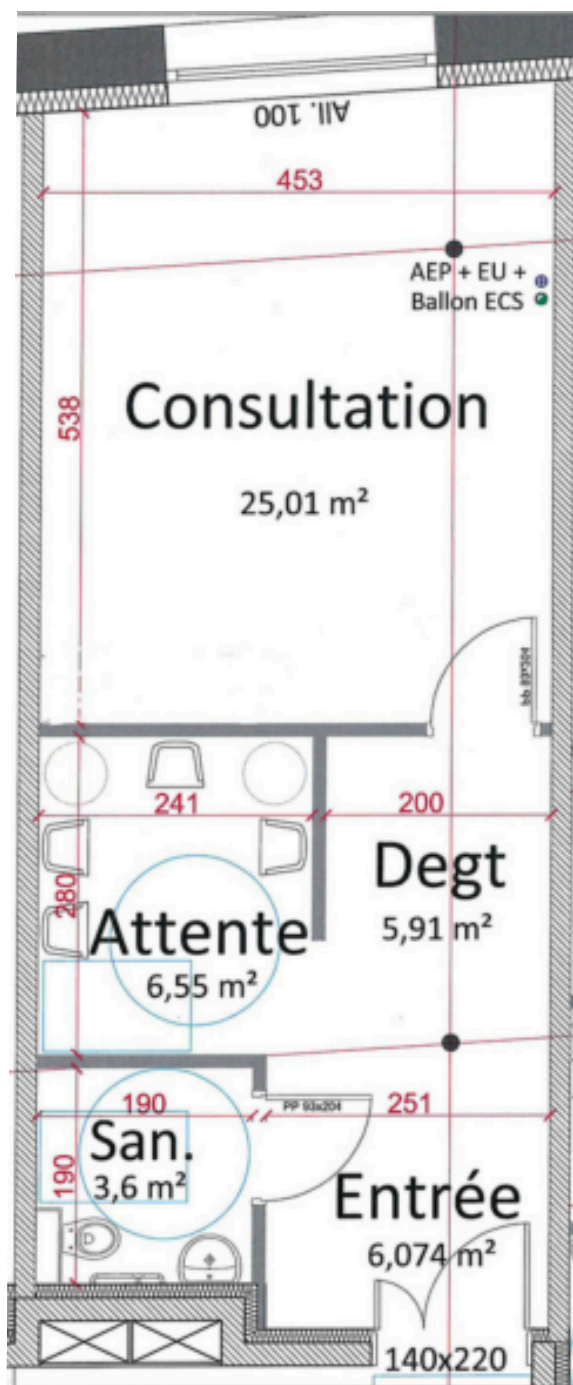 All. 100
453
AEP + EU +
Ballon ECS
538
Consultation
25,01 m²
241
200
280
Degt
5,91 m²
Attente
6,55 m²
190
PP 93x204
251
190
San.
3,6 m²
Entrée
6,074 m²
140x220